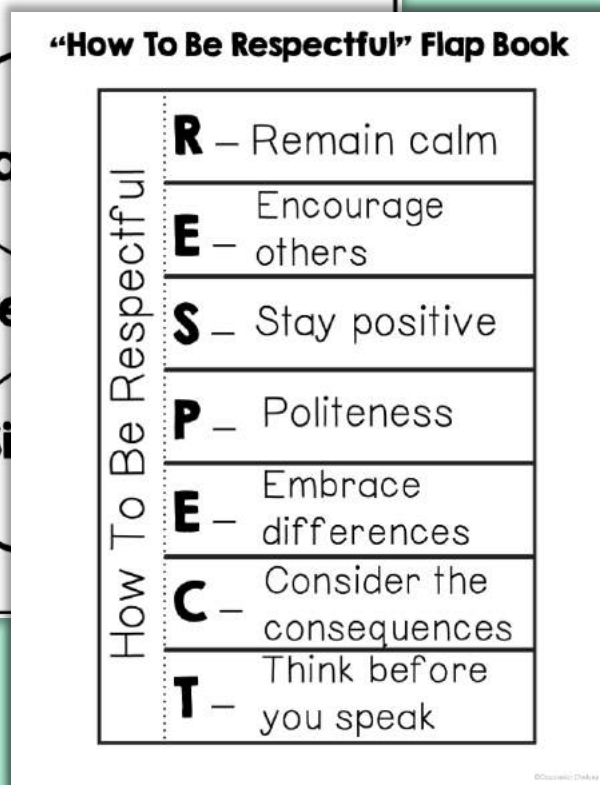 “How To Be Respectful” Flap Book
How To Be Respectful
R – Remain calm
E – Encourage
others
S – Stay positive
P – Politeness
E – Embrace
differences
C – Consider the
consequences
T – Think before
you speak